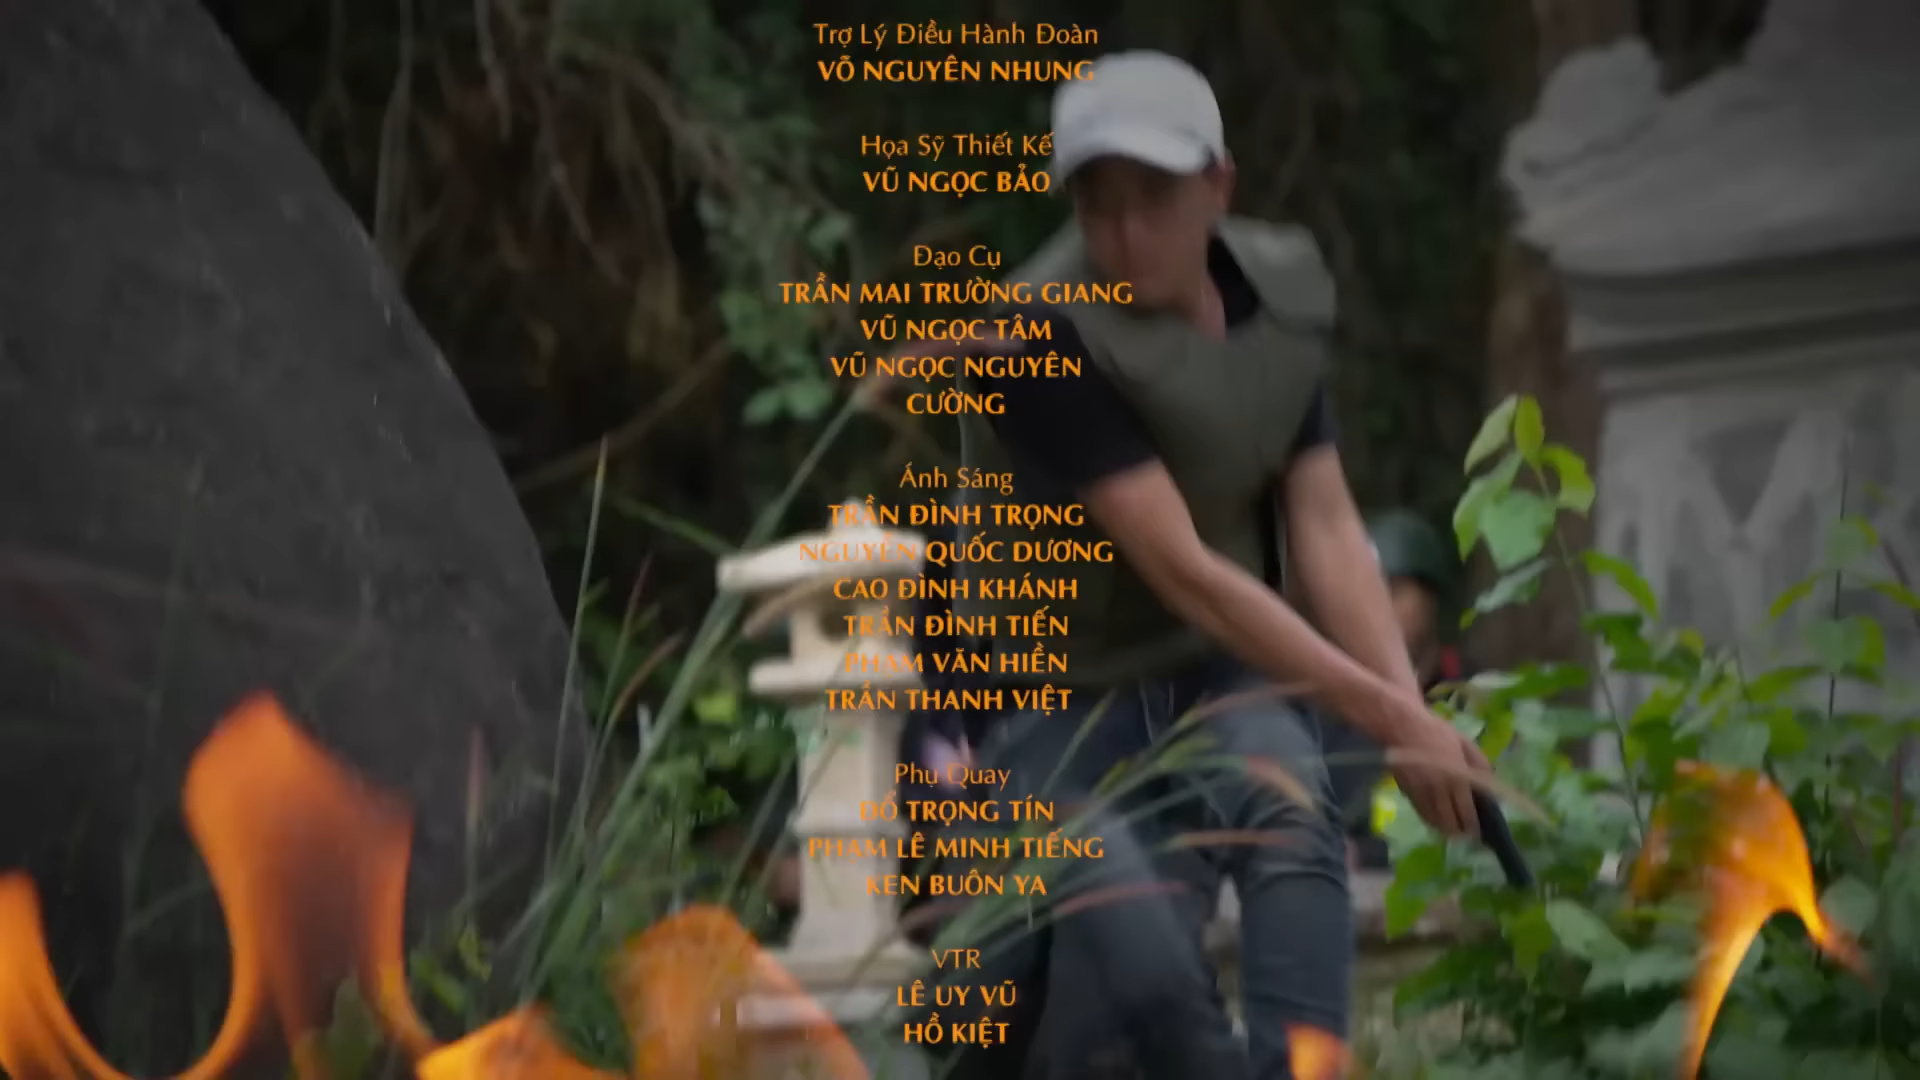 Trợ Lý Điều Hành Đoàn
VÕ NGUYÊN NHUNG
Họa Sỹ Thiết Kế
VŨ NGỌC BẢO
Đạo Cụ
TRẦN MAI TRƯỜNG GIANG
VŨ NGỌC TÂM
VŨ NGỌC NGUYÊN
CƯỜNG
Ánh Sáng
TRẦN ĐÌNH TRỌNG
NGUYỄN QUỐC DƯƠNG
CAO ĐÌNH KHÁNH
TRẦN ĐÌNH TIẾN
PHẠM VĂN HIỀN
TRẦN THANH VIỆT
Phụ Quay
ĐỖ TRỌNG TÍN
PHẠM LÊ MINH TIẾNG
KEN BUÔN YA
VTR
LÊ UY VŨ
HỒ KIỆT